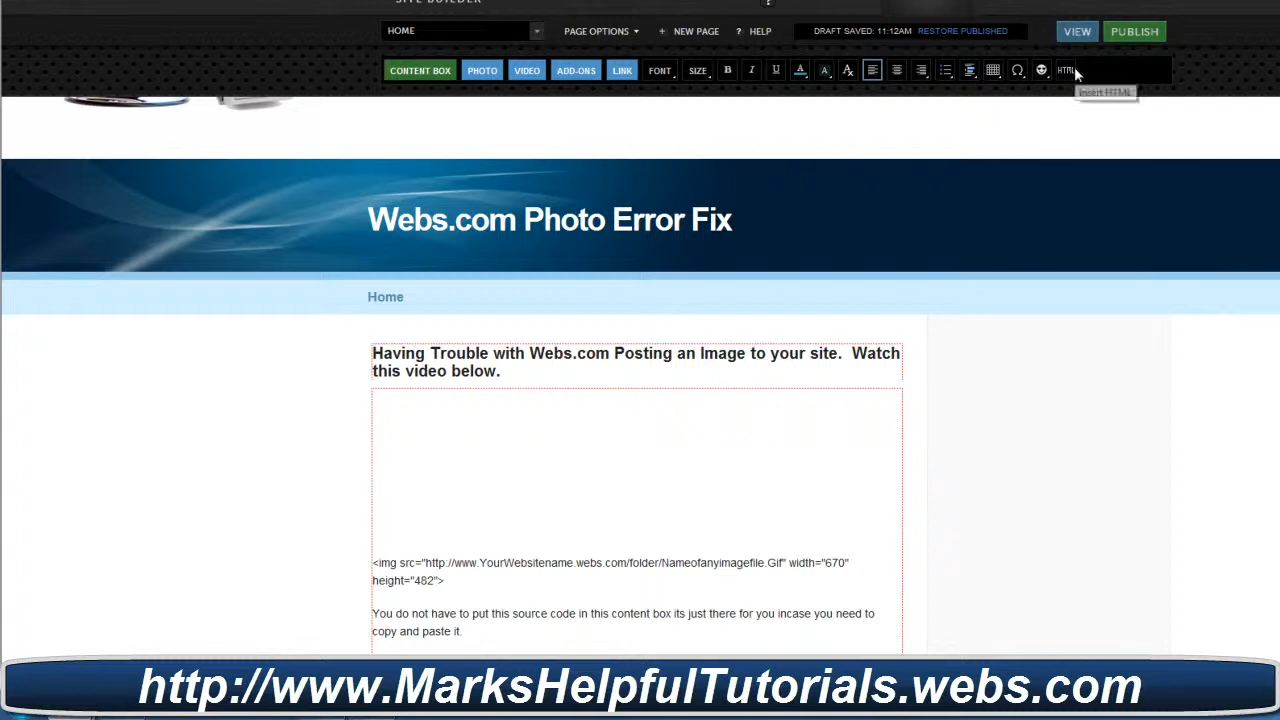 SITE BUILDER
HOME
PAGE OPTIONS
+ NEW PAGE
? HELP
DRAFT SAVED: 11:12AM RESTORE PUBLISHED
VIEW
PUBLISH
CONTENT BOX
PHOTO
VIDEO
ADD-ONS
LINK
FONT
SIZE
B
I
U
A
A
HTML
Insert HTML
Webs.com Photo Error Fix
Home
Having Trouble with Webs.com Posting an Image to your site. Watch
this video below.
<img src="http://www.YourWebsitename.webs.com/folder/Nameofanyimagefile.Gif" width="670"
height="482">
You do not have to put this source code in this content box its just there for you incase you need to
copy and paste it.
http://www.MarksHelpfulTutorials.webs.com